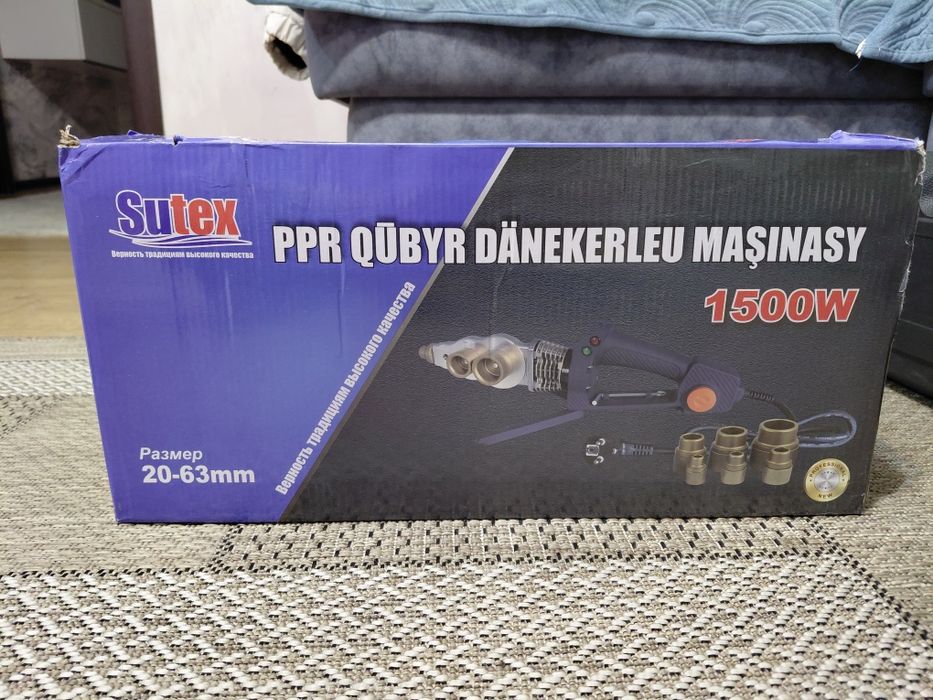 Sutex
Верность традициям высокого качества
PPR QŪBYR DÄNEKERLEU MAŞINASY
1500W
Верность традициям высокого качества
Размер
20-63mm
PROFESSIONAL
NEW